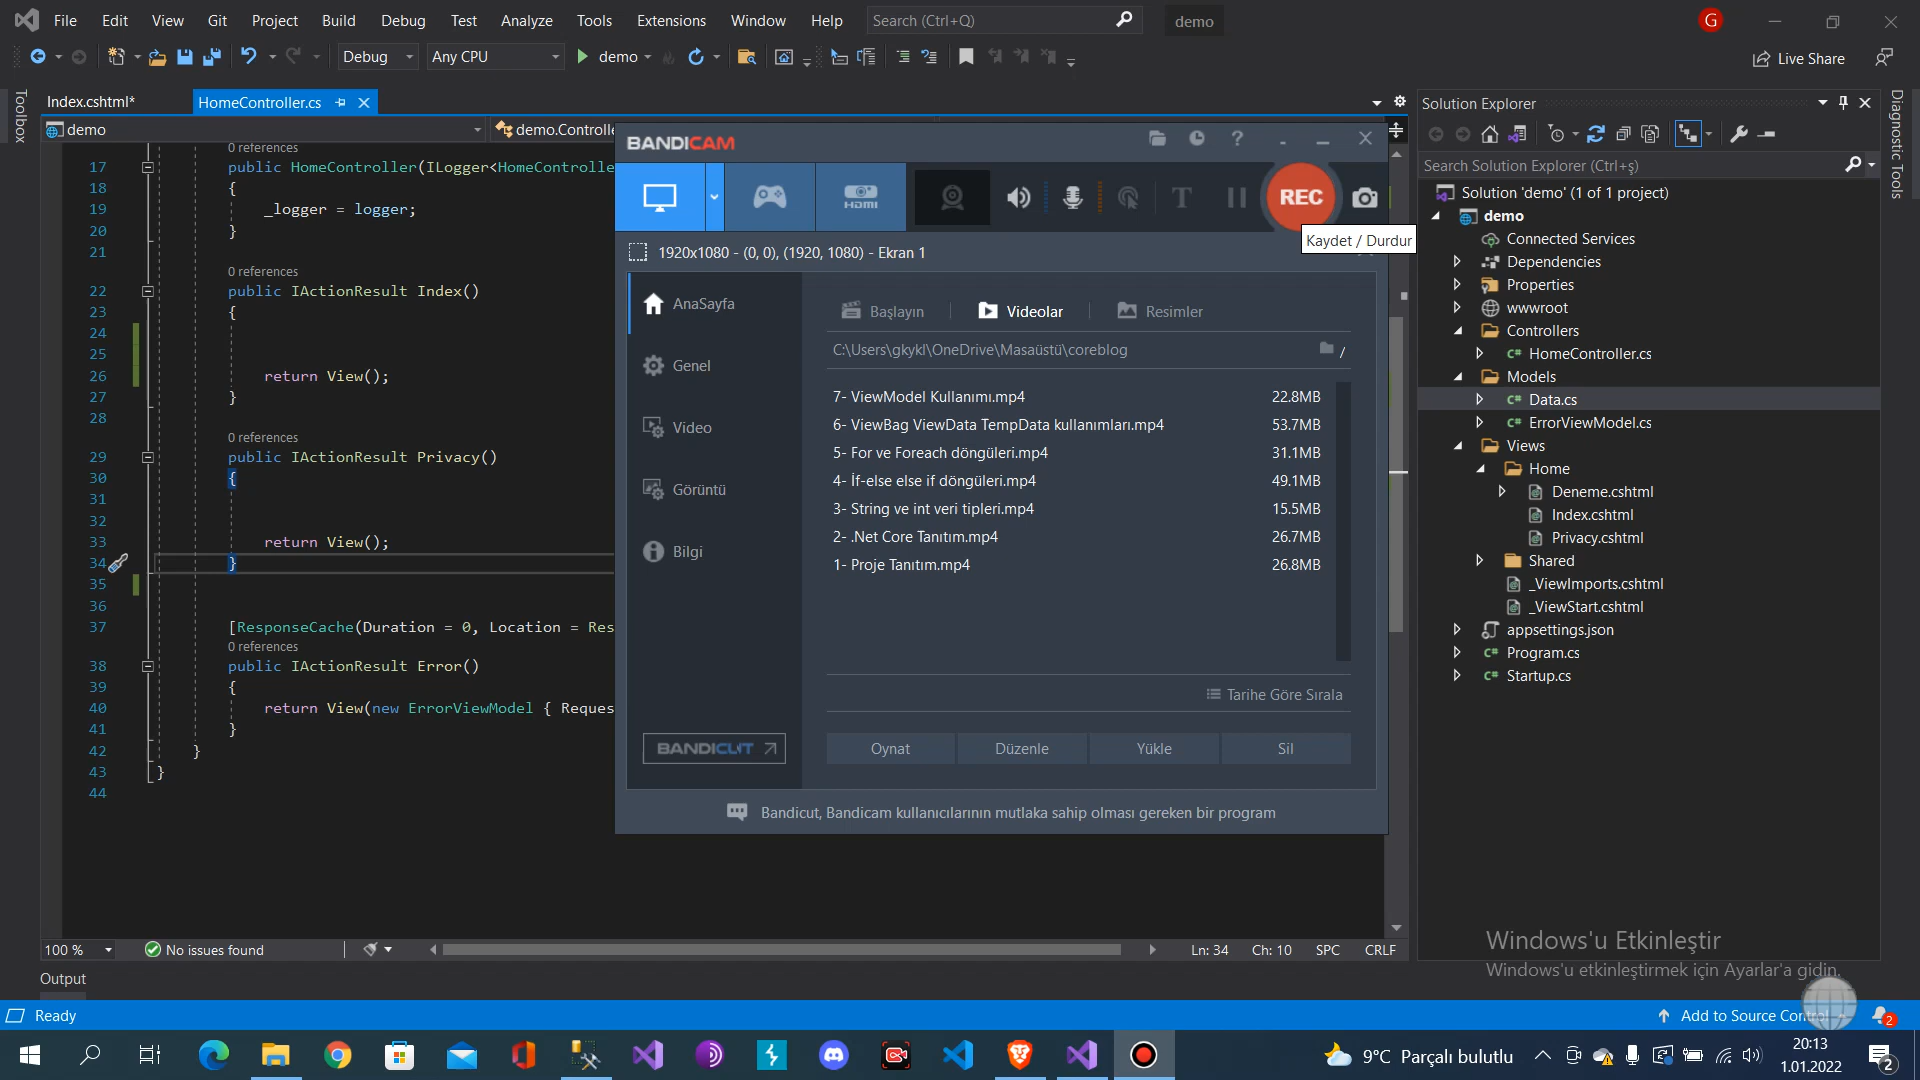 File Edit View Git Project Build Debug Test Analyze Tools Extensions Window Help Search (Ctrl+Q) demo G
Debug Any CPU demo Live Share
Toolbox
Index.cshtml* HomeController.cs
demo demo.Controlle
0 references
17 public HomeController(ILogger<HomeControlle
18 {
19 _logger = logger;
20 }
21
0 references
22 public IActionResult Index()
23 {
24
25
26 return View();
27 }
28
0 references
29 public IActionResult Privacy()
30 {
31
32
33 return View();
34 }
35
36
37 [ResponseCache(Duration = 0, Location = Res
0 references
38 public IActionResult Error()
39 {
40 return View(new ErrorViewModel { Reques
41 }
42 }
43 }
44
100 % No issues found Ln: 34 Ch: 10 SPC CRLF
Output
Ready Add to Source Control 2
BANDICAM
HDMI T REC
Kaydet / Durdur
1920x1080 - (0, 0), (1920, 1080) - Ekran 1
AnaSayfa
Genel
Video
Görüntü
Bilgi
BANDICUT
Başlayın Videolar Resimler
C:\Users\gkykl\OneDrive\Masaüstü\coreblog /
7- ViewModel Kullanımı.mp4 22.8MB
6- ViewBag ViewData TempData kullanımları.mp4 53.7MB
5- For ve Foreach döngüleri.mp4 31.1MB
4- İf-else else if döngüleri.mp4 49.1MB
3- String ve int veri tipleri.mp4 15.5MB
2- .Net Core Tanıtım.mp4 26.7MB
1- Proje Tanıtım.mp4 26.8MB
Tarihe Göre Sırala
Oynat Düzenle Yükle Sil
Bandicut, Bandicam kullanıcılarının mutlaka sahip olması gereken bir program
Solution Explorer
Search Solution Explorer (Ctrl+ş)
Solution 'demo' (1 of 1 project)
demo
Connected Services
Dependencies
Properties
wwwroot
Controllers
C# HomeController.cs
Models
C# Data.cs
C# ErrorViewModel.cs
Views
Home
Deneme.cshtml
Index.cshtml
Privacy.cshtml
Shared
_ViewImports.cshtml
_ViewStart.cshtml
appsettings.json
C# Program.cs
C# Startup.cs
Diagnostic Tools
Windows'u Etkinleştir
Windows'u etkinleştirmek için Ayarlar'a gidin.
9°C Parçalı bulutlu
20:13
1.01.2022
2